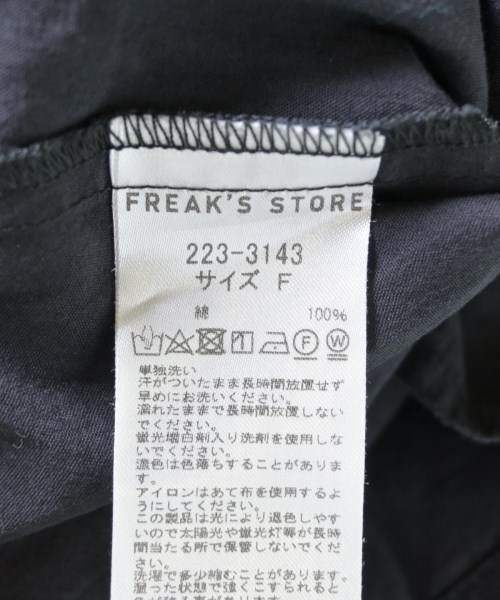 FREAK'S STORE
223-3143
サイズ F
綿 100%
F W
単独洗い
汗がついたまま長時間放置せず
早めにお洗いください。
濡れたままで長時間放置しない
でください。
蛍光増白剤入り洗剤を使用しな
いでください。
濃色は色落ちすることがありま
す。
アイロンはあて布を使用するよ
うにしてください。
この製品は光により退色しやす
いので太陽光や蛍光灯等が長時
間当たる所で保管しないでくだ
さい。
洗濯で多少縮むことがあります
湿った状態で強くこすられると